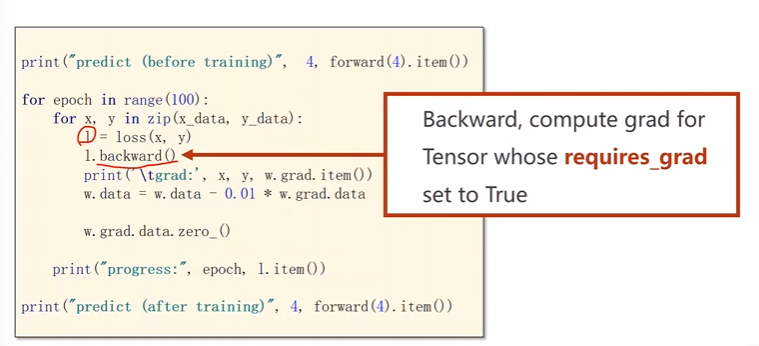 print("predict (before training)", 4, forward(4).item())
for epoch in range(100):
    for x, y in zip(x_data, y_data):
        l = loss(x, y)
        l.backward()
        print('\tgrad:', x, y, w.grad.item())
        w.data = w.data - 0.01 * w.grad.data
        w.grad.data.zero_()
    print("progress:", epoch, l.item())
print("predict (after training)", 4, forward(4).item())
Backward, compute grad for
Tensor whose requires_grad
set to True